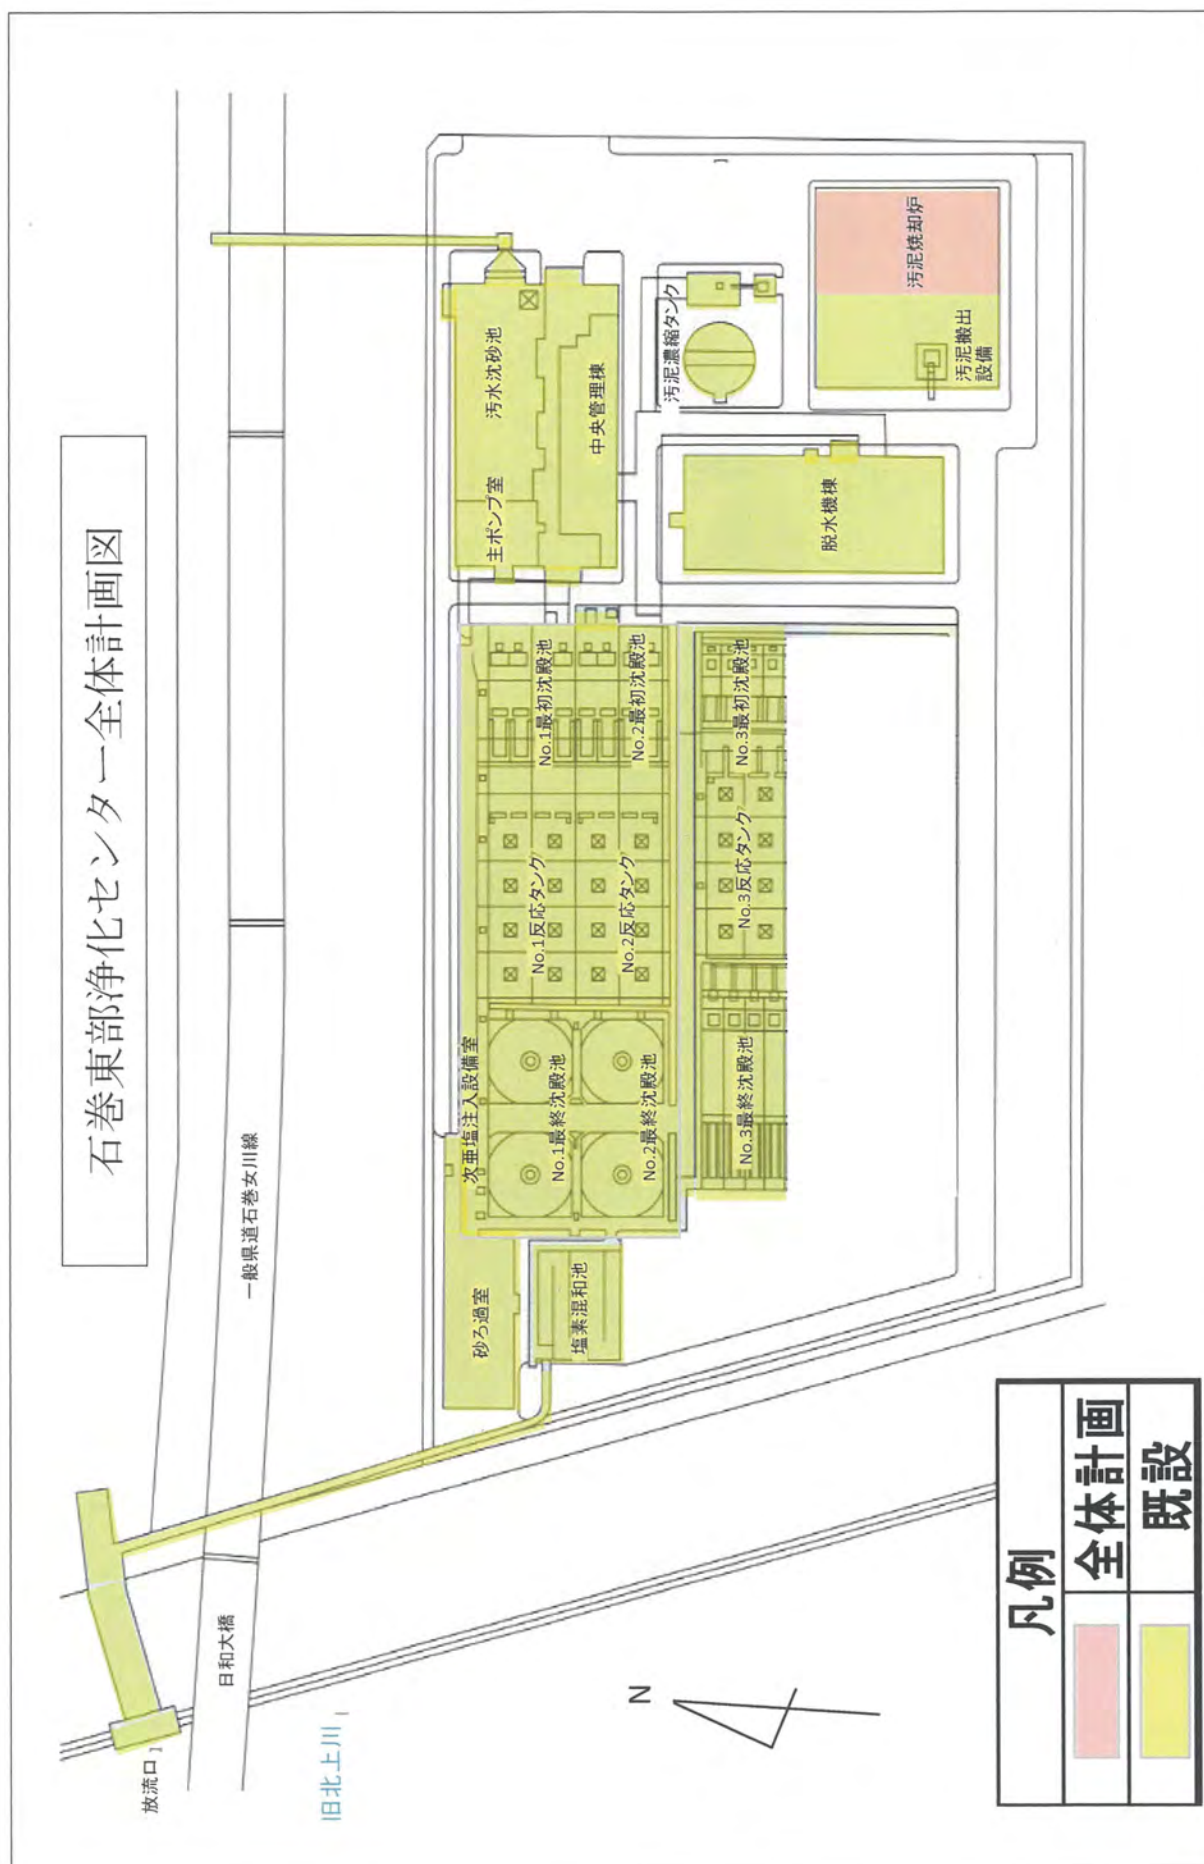 石巻東部浄化センター全体計画図
一般県道石巻女川線
日和大橋
放流口
旧北上川
N
砂ろ過室
塩素混和池
次亜塩注入設備室
No.1最終沈殿池
No.2最終沈殿池
No.3最終沈殿池
No.1反応タンク
No.2反応タンク
No.3反応タンク
No.1最初沈殿池
No.2最初沈殿池
No.3最初沈殿池
主ポンプ室
汚水沈砂池
中央管理棟
汚泥濃縮タンク
脱水機棟
汚泥搬出
設備
汚泥焼却炉
凡例
全体計画
既設